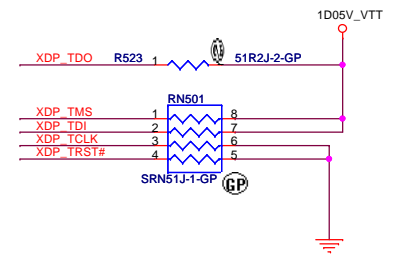 1D05V_VTT
XDP_TDO R523 1 51R2J-2-GP
RN501
XDP_TMS 1 8
XDP_TDI 2 7
XDP_TCLK 3 6
XDP_TRST# 4 5
SRN51J-1-GP GP